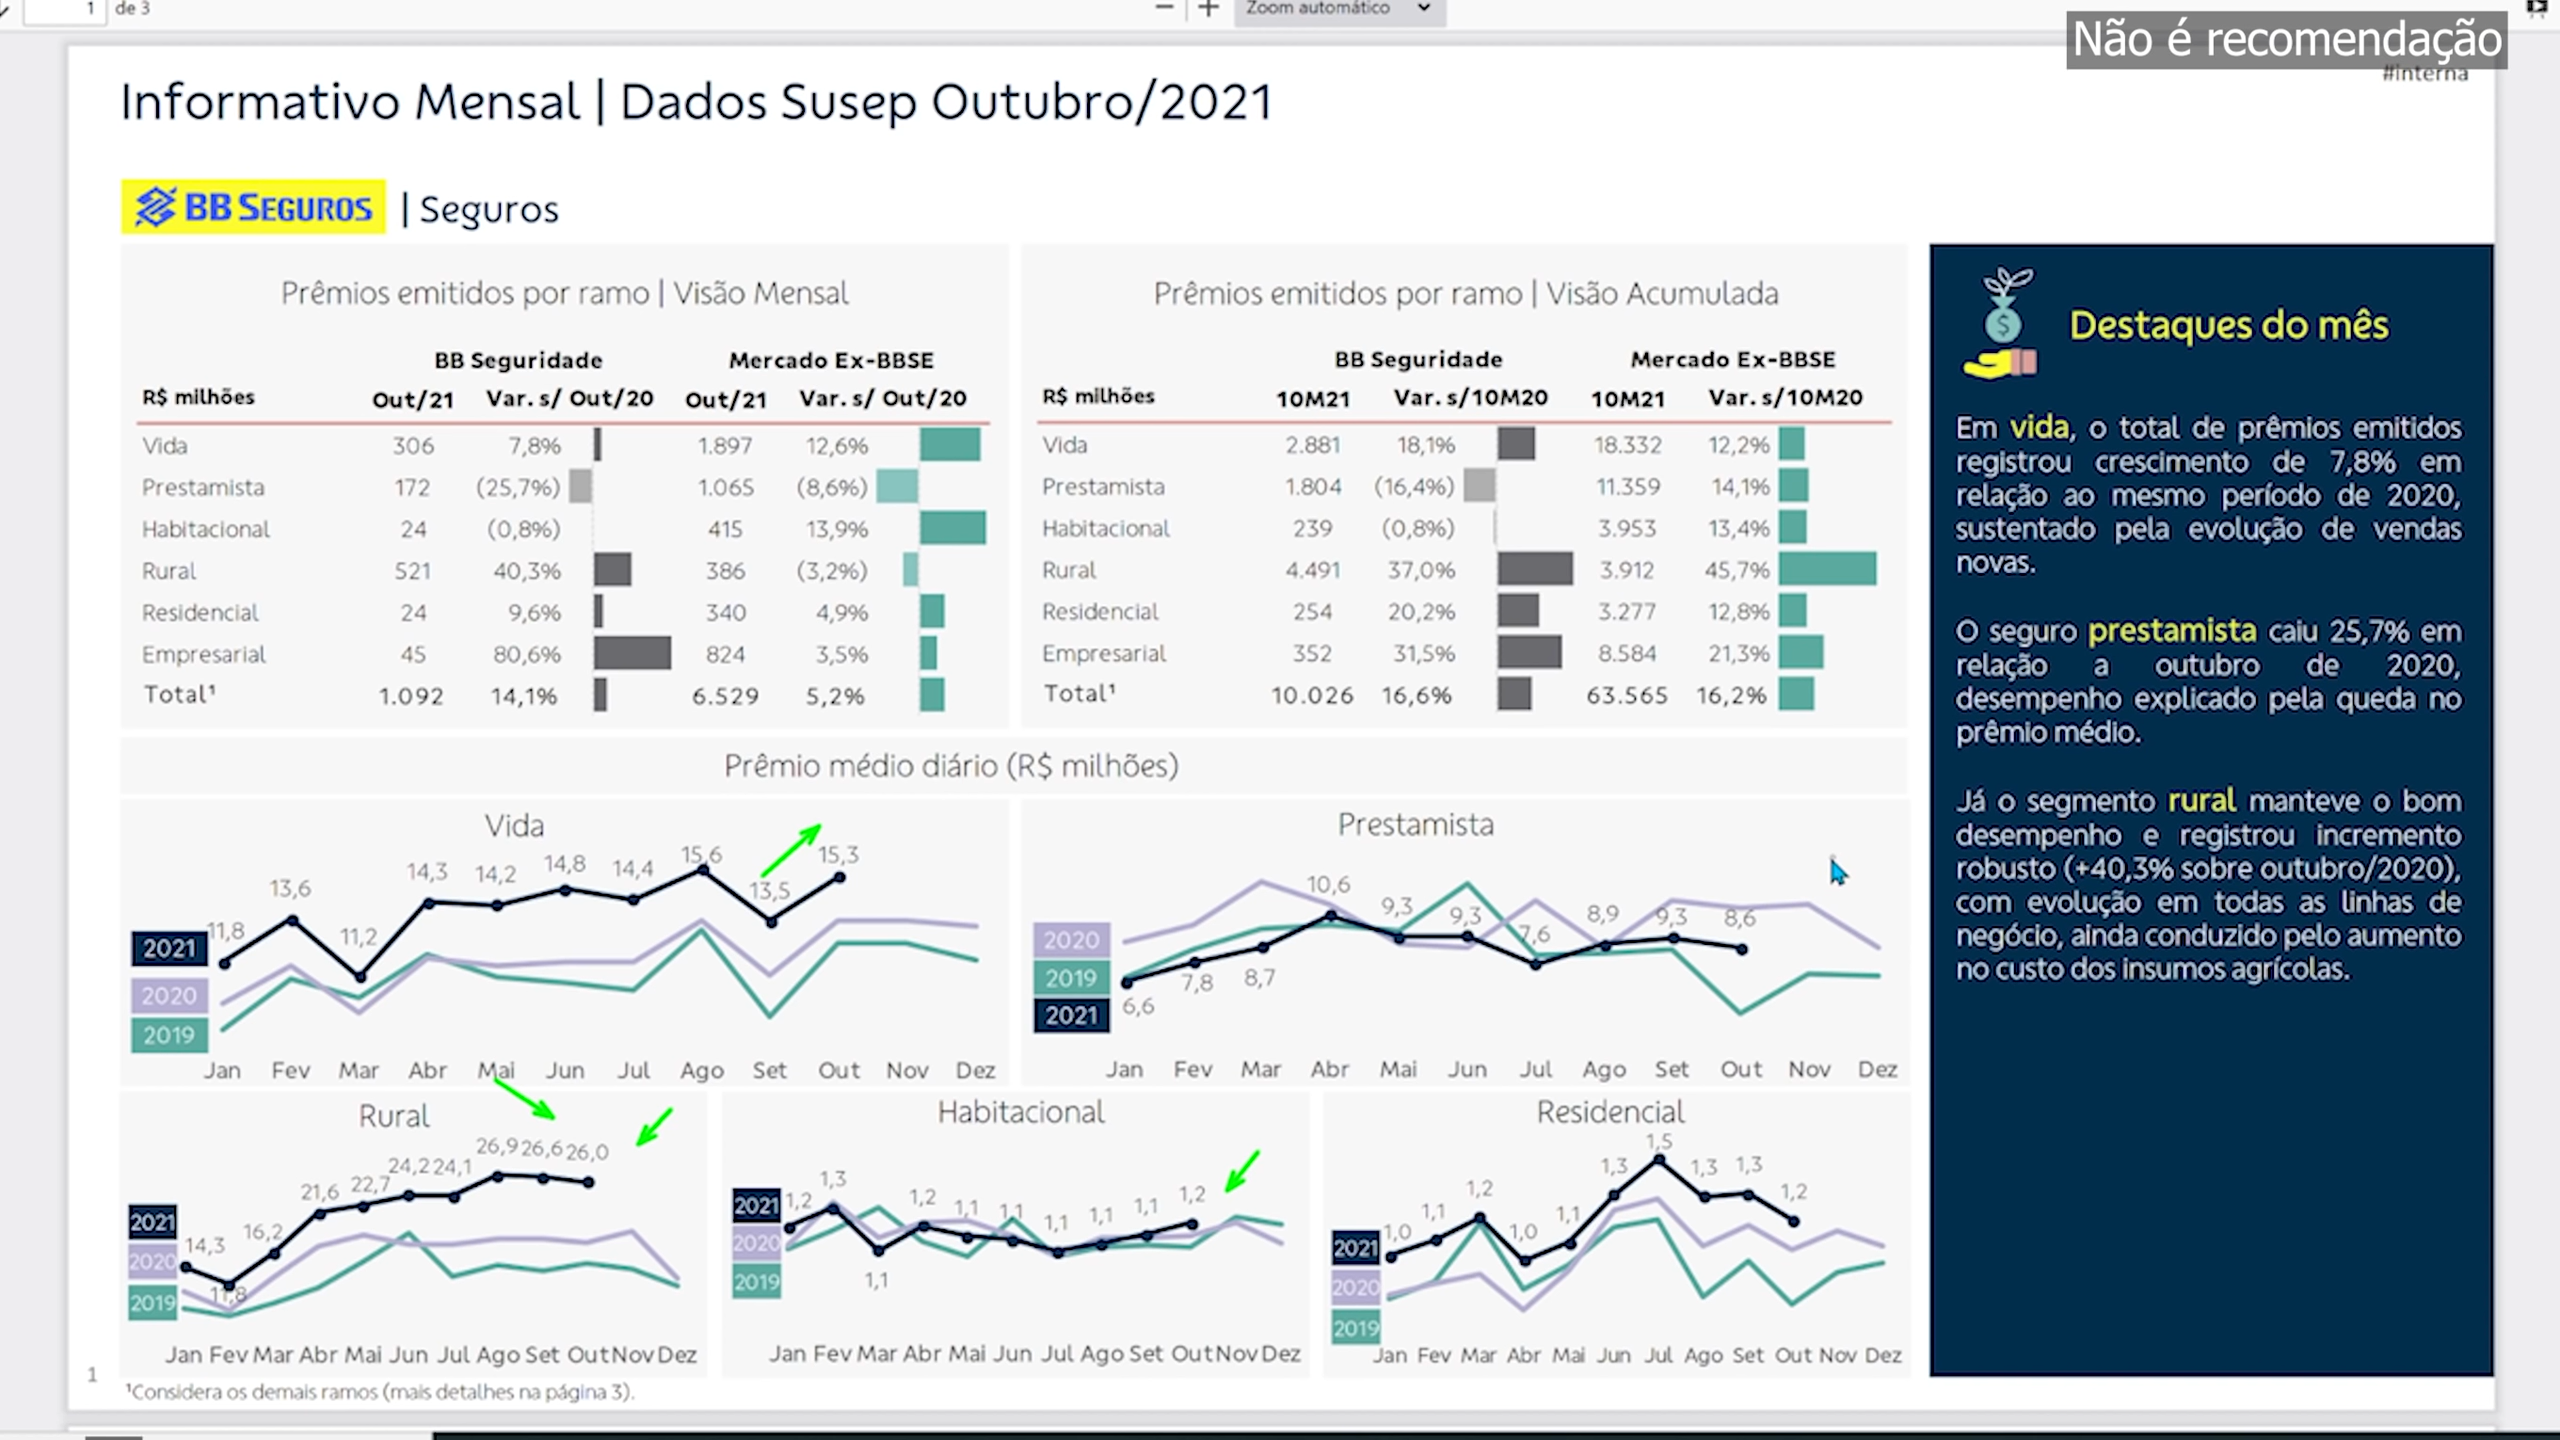 1 de 3
Zoom automático
Não é recomendação
#interna
Informativo Mensal | Dados Susep Outubro/2021
BB SEGUROS | Seguros
Prêmios emitidos por ramo | Visão Mensal
BB Seguridade Mercado Ex-BBSE
R$ milhões Out/21 Var. s/ Out/20 Out/21 Var. s/ Out/20
Vida 306 7,8% 1.897 12,6%
Prestamista 172 (25,7%) 1.065 (8,6%)
Habitacional 24 (0,8%) 415 13,9%
Rural 521 40,3% 386 (3,2%)
Residencial 24 9,6% 340 4,9%
Empresarial 45 80,6% 824 3,5%
Total¹ 1.092 14,1% 6.529 5,2%
Prêmios emitidos por ramo | Visão Acumulada
BB Seguridade Mercado Ex-BBSE
R$ milhões 10M21 Var. s/10M20 10M21 Var. s/10M20
Vida 2.881 18,1% 18.332 12,2%
Prestamista 1.804 (16,4%) 11.359 14,1%
Habitacional 239 (0,8%) 3.953 13,4%
Rural 4.491 37,0% 3.912 45,7%
Residencial 254 20,2% 3.277 12,8%
Empresarial 352 31,5% 8.584 21,3%
Total¹ 10.026 16,6% 63.565 16,2%
Destaques do mês
Em vida, o total de prêmios emitidos
registrou crescimento de 7,8% em
relação ao mesmo período de 2020,
sustentado pela evolução de vendas
novas.
O seguro prestamista caiu 25,7% em
relação a outubro de 2020,
desempenho explicado pela queda no
prêmio médio.
Já o segmento rural manteve o bom
desempenho e registrou incremento
robusto (+40,3% sobre outubro/2020),
com evolução em todas as linhas de
negócio, ainda conduzido pelo aumento
no custo dos insumos agrícolas.
Prêmio médio diário (R$ milhões)
Vida
11,8 13,6 11,2 14,3 14,2 14,8 14,4 15,6 13,5 15,3
2021
2020
2019
Jan Fev Mar Abr Mai Jun Jul Ago Set Out Nov Dez
Prestamista
6,6 7,8 8,7 10,6 9,3 9,3 7,6 8,9 9,3 8,6
2020
2019
2021
Jan Fev Mar Abr Mai Jun Jul Ago Set Out Nov Dez
Rural
14,3 11,8 16,2 21,6 22,7 24,2 24,1 26,9 26,6 26,0
2021
2020
2019
Jan Fev Mar Abr Mai Jun Jul Ago Set Out Nov Dez
Habitacional
1,2 1,3 1,1 1,2 1,1 1,1 1,1 1,1 1,1 1,2
2021
2020
2019
Jan Fev Mar Abr Mai Jun Jul Ago Set Out Nov Dez
Residencial
1,0 1,1 1,2 1,0 1,1 1,3 1,5 1,3 1,3 1,2
2021
2020
2019
Jan Fev Mar Abr Mai Jun Jul Ago Set Out Nov Dez
1
¹Considera os demais ramos (mais detalhes na página 3).